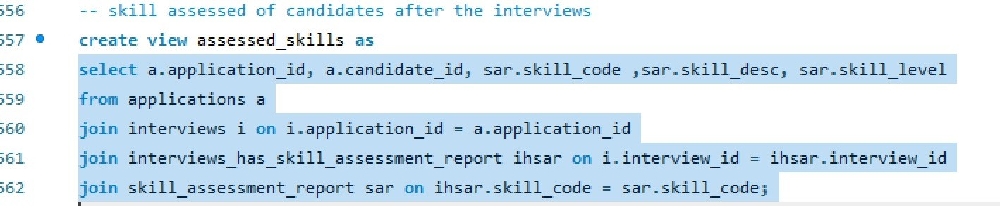 556 -- skill assessed of candidates after the interviews
557 create view assessed_skills as
558 select a.application_id, a.candidate_id, sar.skill_code ,sar.skill_desc, sar.skill_level
559 from applications a
560 join interviews i on i.application_id = a.application_id
561 join interviews_has_skill_assessment_report ihsar on i.interview_id = ihsar.interview_id
562 join skill_assessment_report sar on ihsar.skill_code = sar.skill_code;